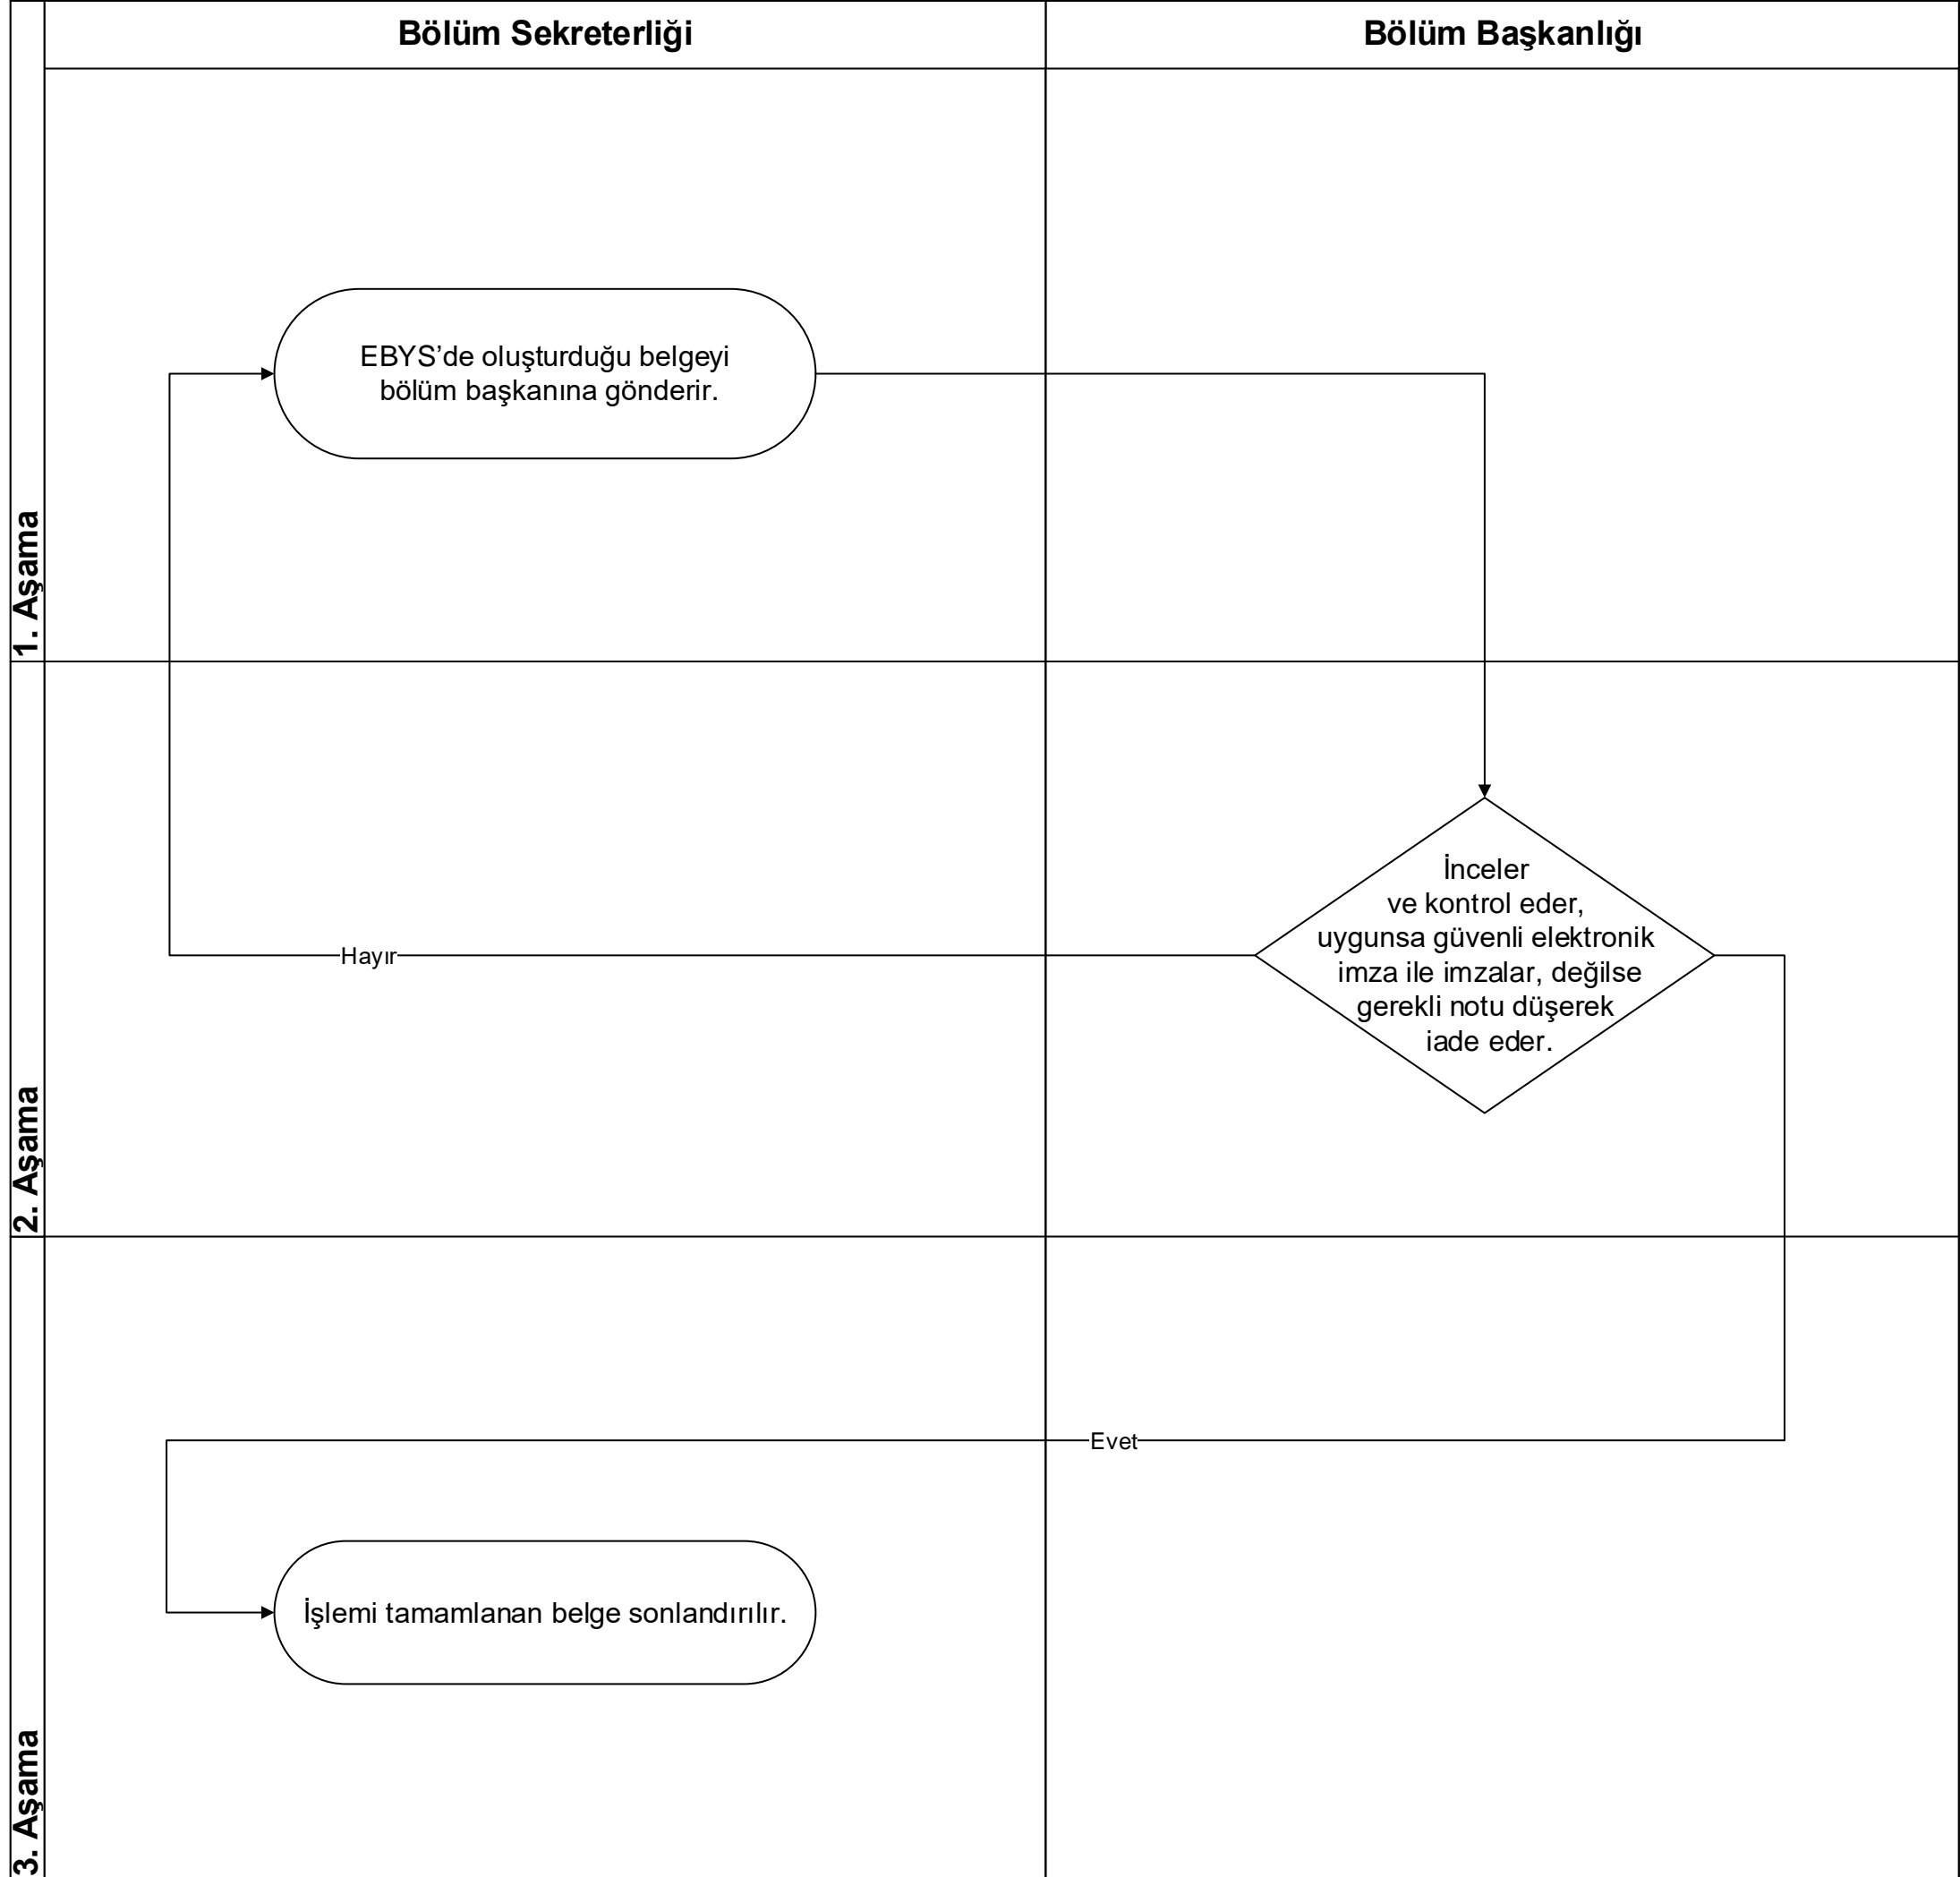 Bölüm Sekreterliği
Bölüm Başkanlığı
1. Aşama
EBYS’de oluşturduğu belgeyi
bölüm başkanına gönderir.
2. Aşama
İnceler
ve kontrol eder,
uygunsa güvenli elektronik
imza ile imzalar, değilse
gerekli notu düşerek
iade eder.
Hayır
3. Aşama
Evet
İşlemi tamamlanan belge sonlandırılır.